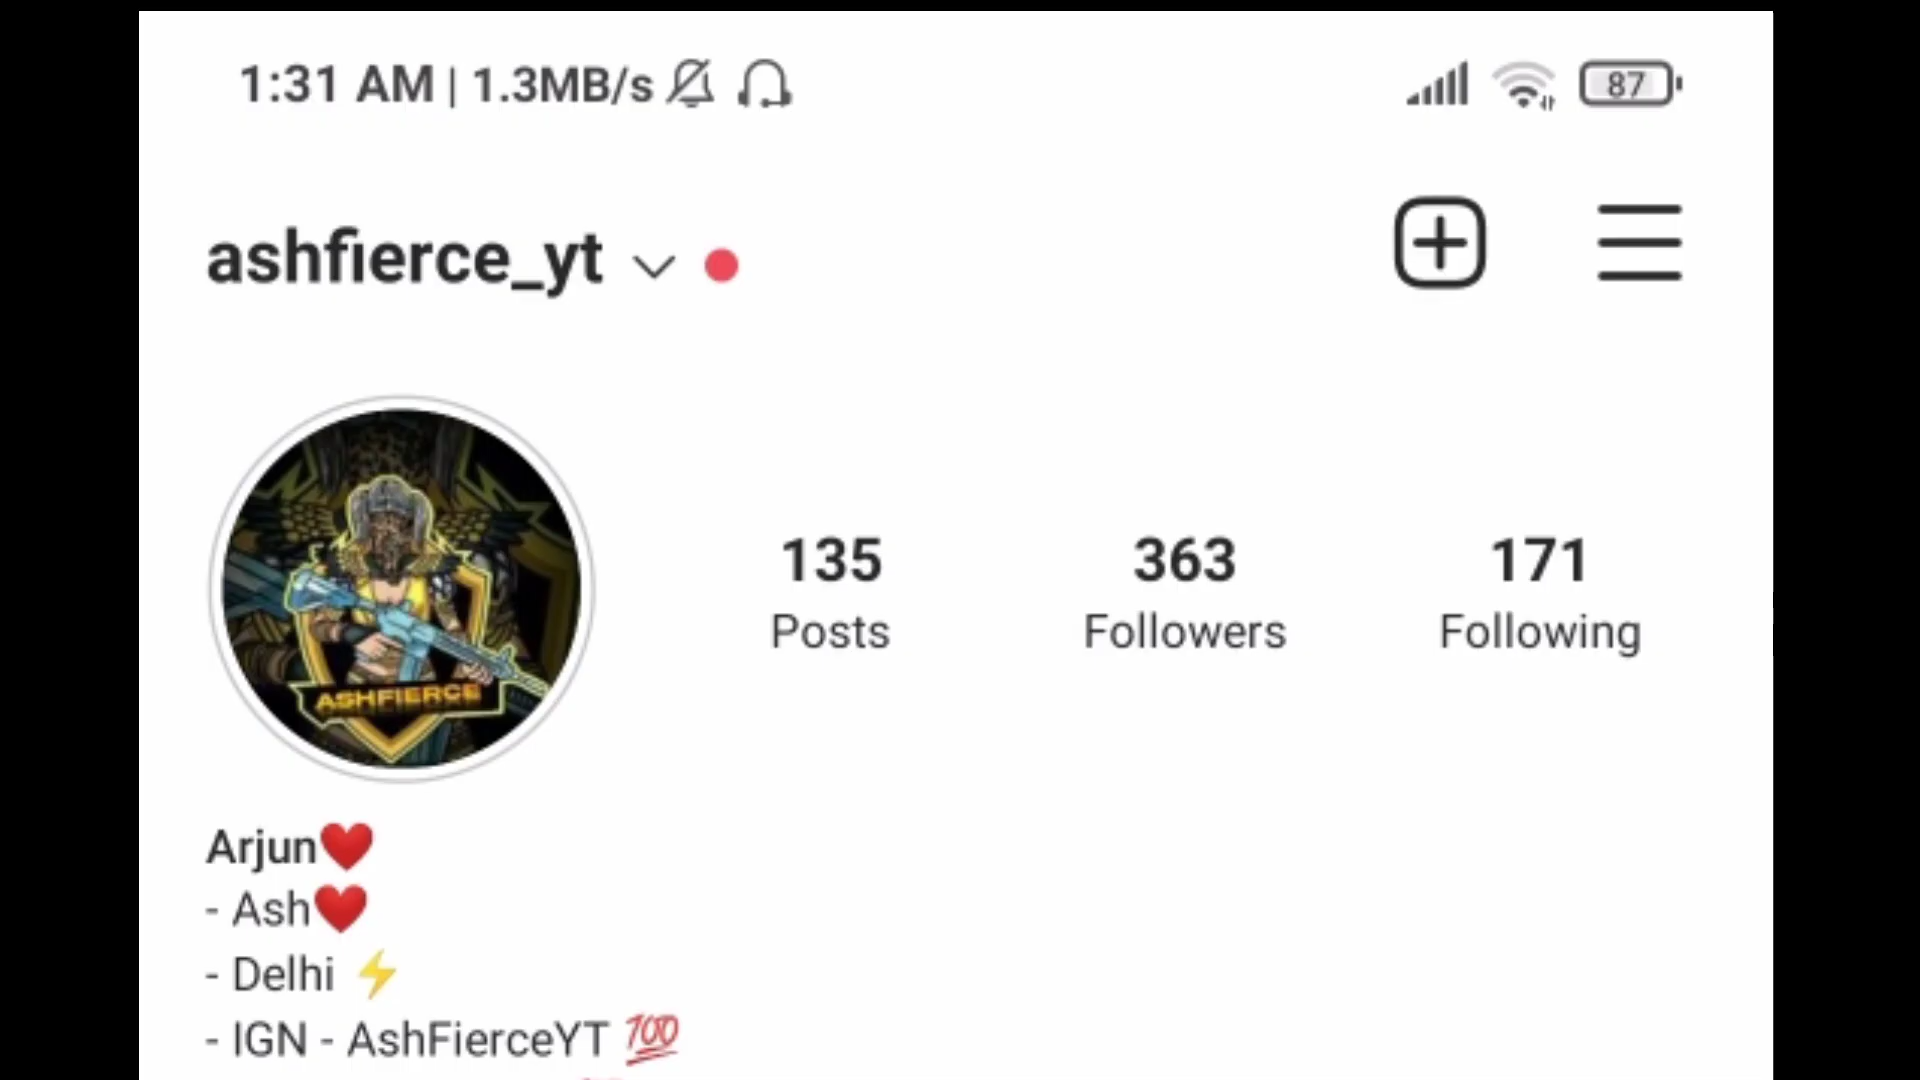 1:31 AM | 1.3MB/s 87
ashfierce_yt
ASHFIERCE
135 363 171
Posts Followers Following
Arjun❤️
- Ash❤️
- Delhi ⚡
- IGN - AshFierceYT 💯